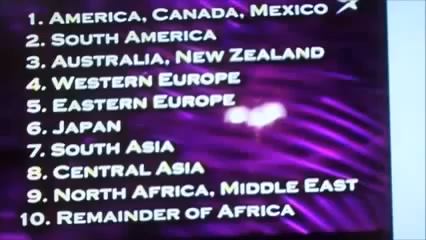 1. AMERICA, CANADA, MEXICO
2. SOUTH AMERICA
3. AUSTRALIA, NEW ZEALAND
4. WESTERN EUROPE
5. EASTERN EUROPE
6. JAPAN
7. SOUTH ASIA
8. CENTRAL ASIA
9. NORTH AFRICA, MIDDLE EAST
10. REMAINDER OF AFRICA